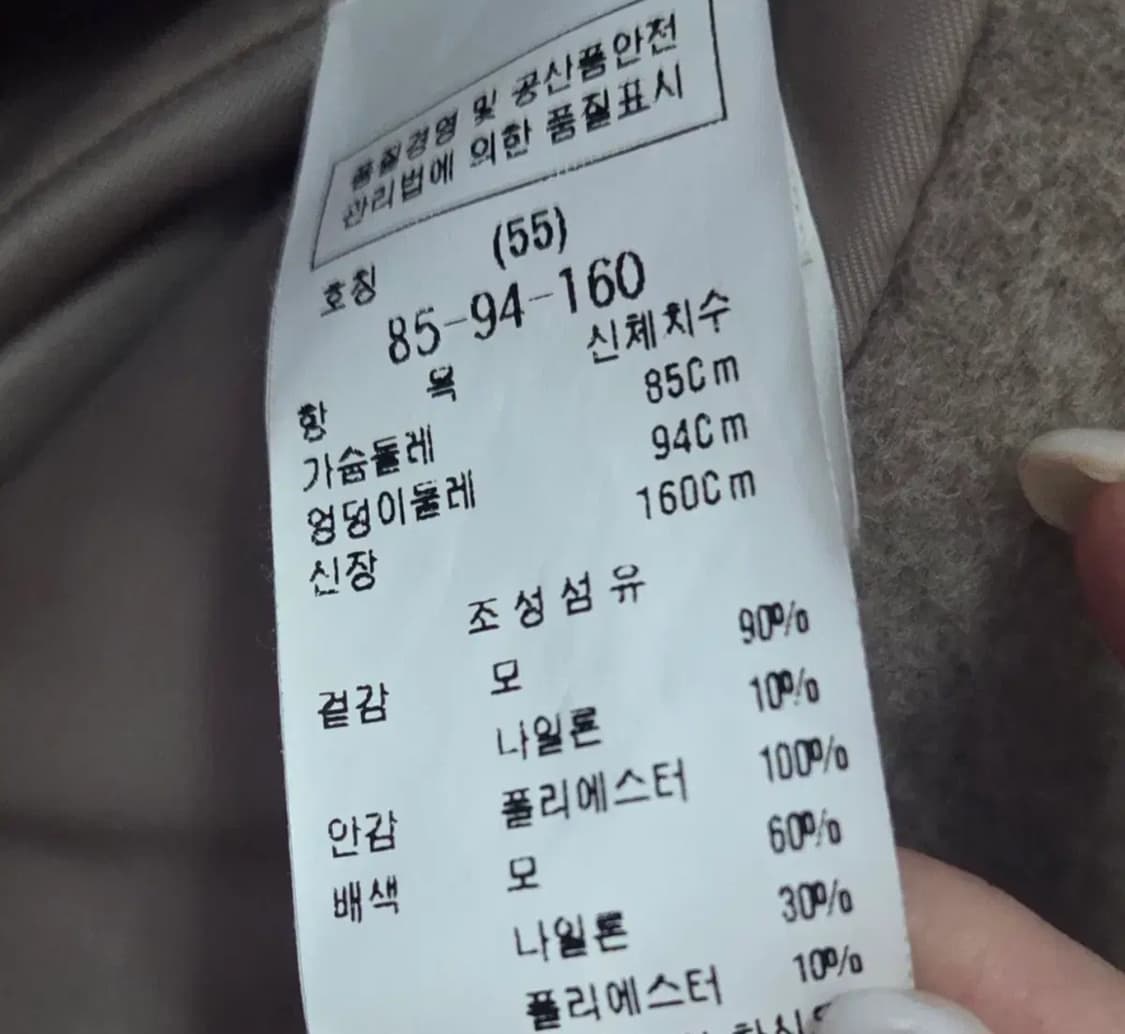 품질경영 및 공산품안전
관리법에 의한 품질표시
호칭 (55)
85-94-160
항 목 신체치수
가슴둘레 85Cm
엉덩이둘레 94Cm
신장 160Cm
조성섬유
겉감 모 90%
나일론 10%
안감 폴리에스터 100%
배색 모 60%
나일론 30%
폴리에스터 10%